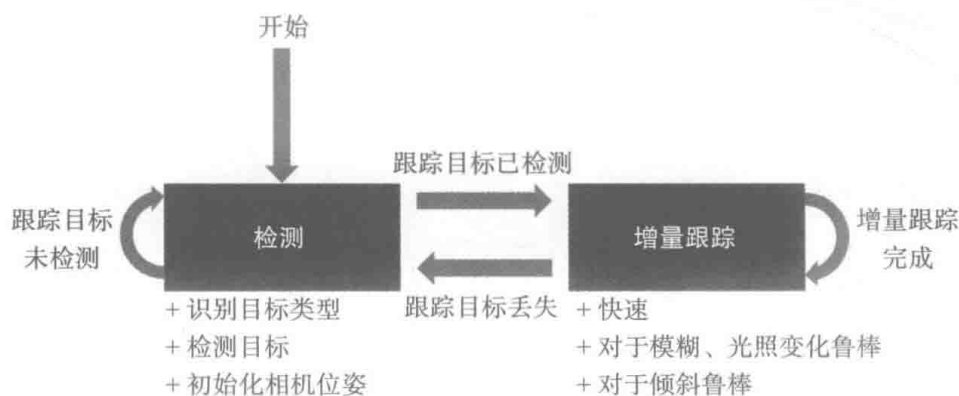 开始
跟踪目标已检测
跟踪目标
未检测
检测
增量跟踪
增量跟踪
完成
跟踪目标丢失
+ 识别目标类型
+ 检测目标
+ 初始化相机位姿
+ 快速
+ 对于模糊、光照变化鲁棒
+ 对于倾斜鲁棒